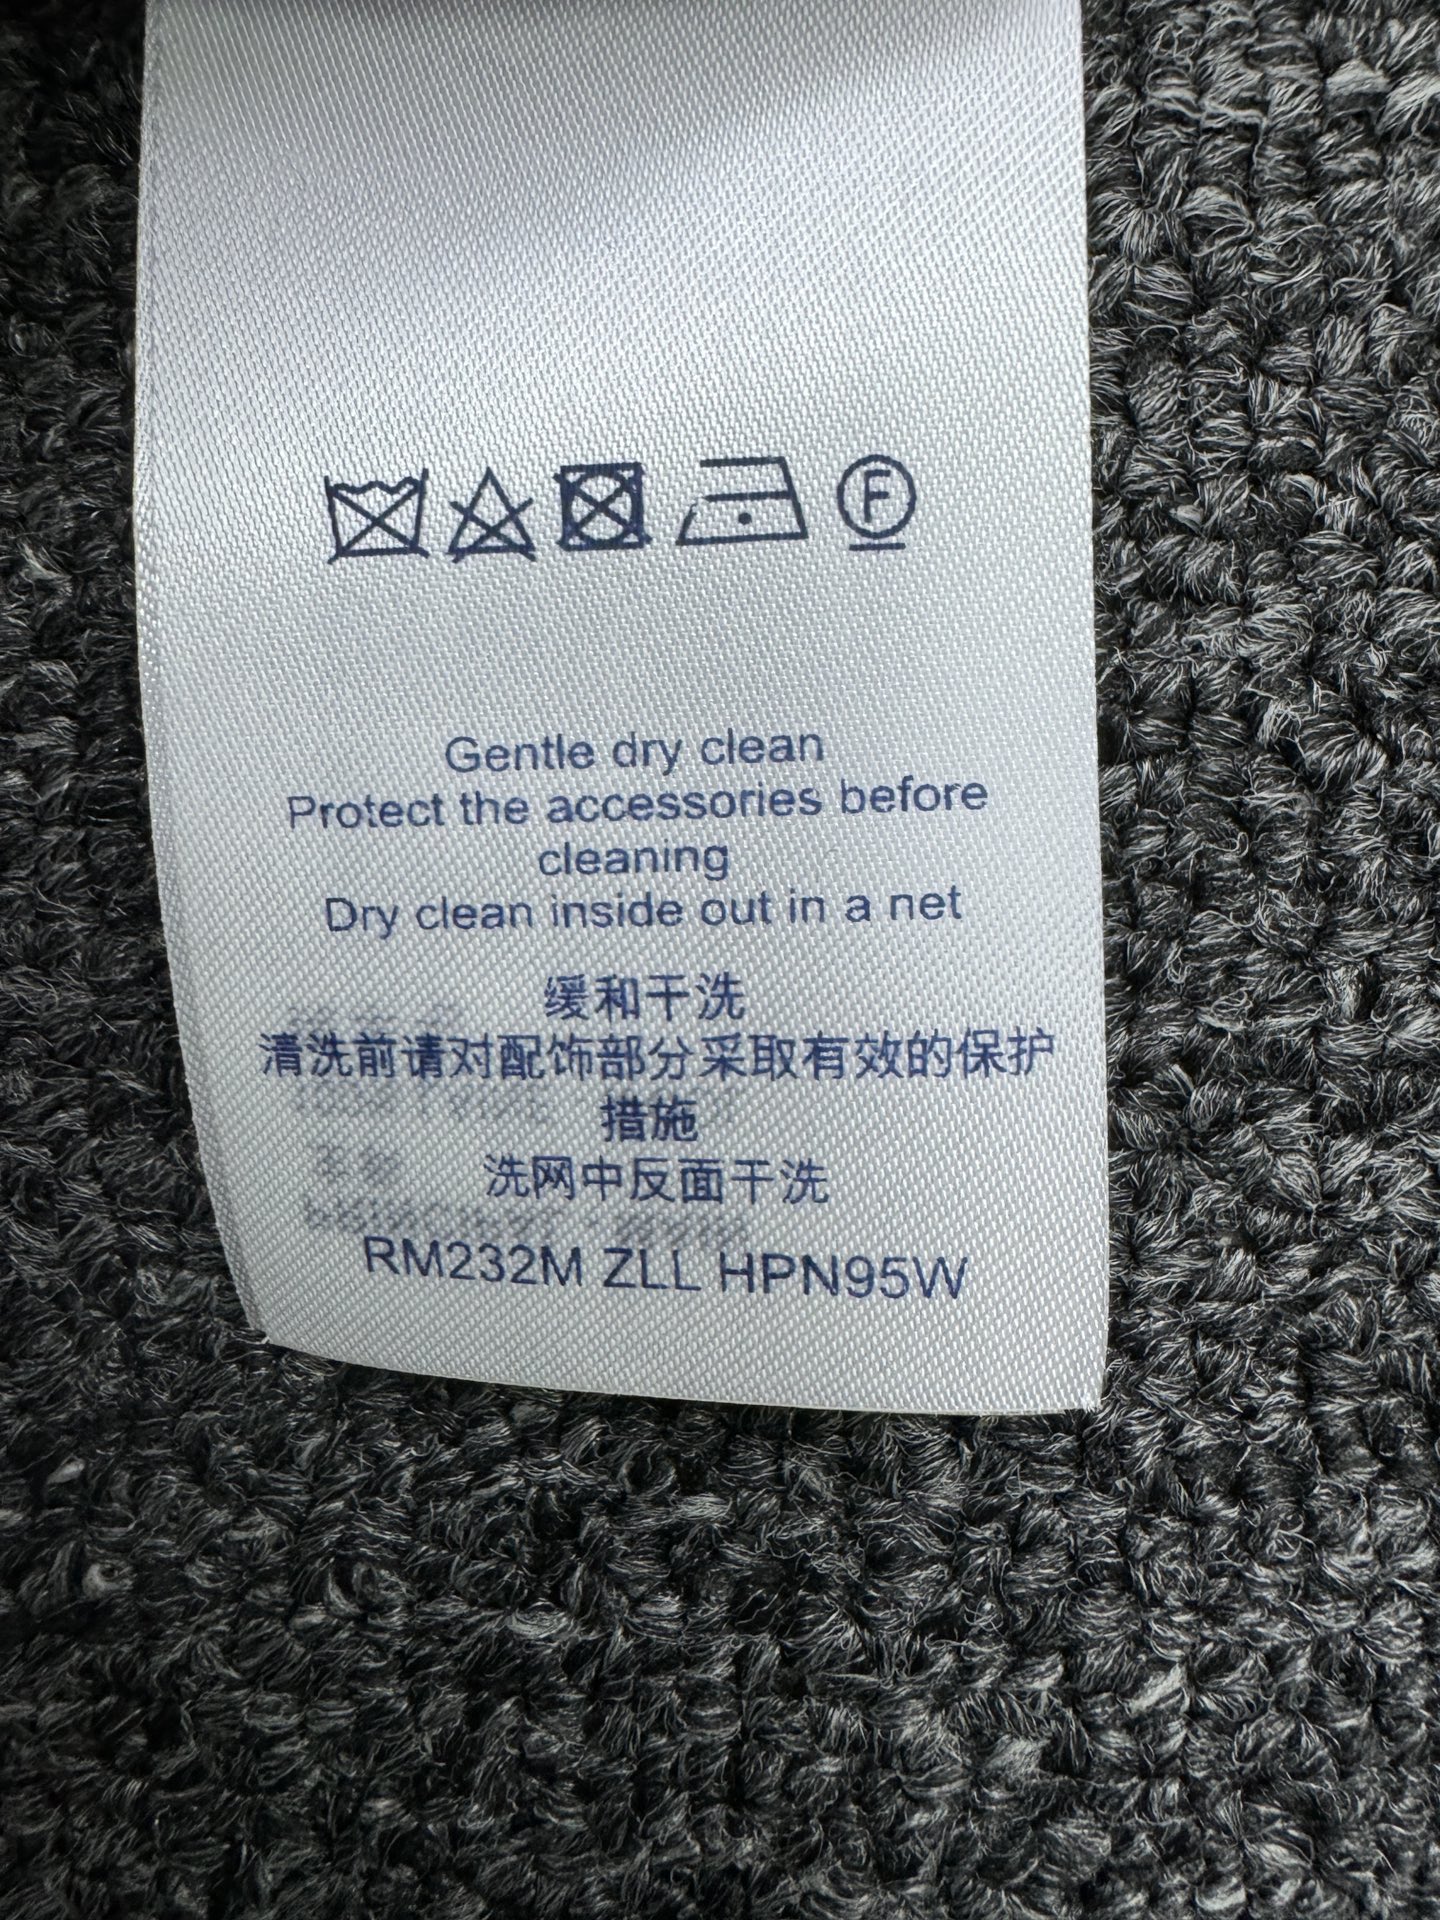 F
Gentle dry clean
Protect the accessories before
cleaning
Dry clean inside out in a net
缓和干洗
清洗前请对配饰部分采取有效的保护
措施
洗网中反面干洗
RM232M ZLL HPN95W